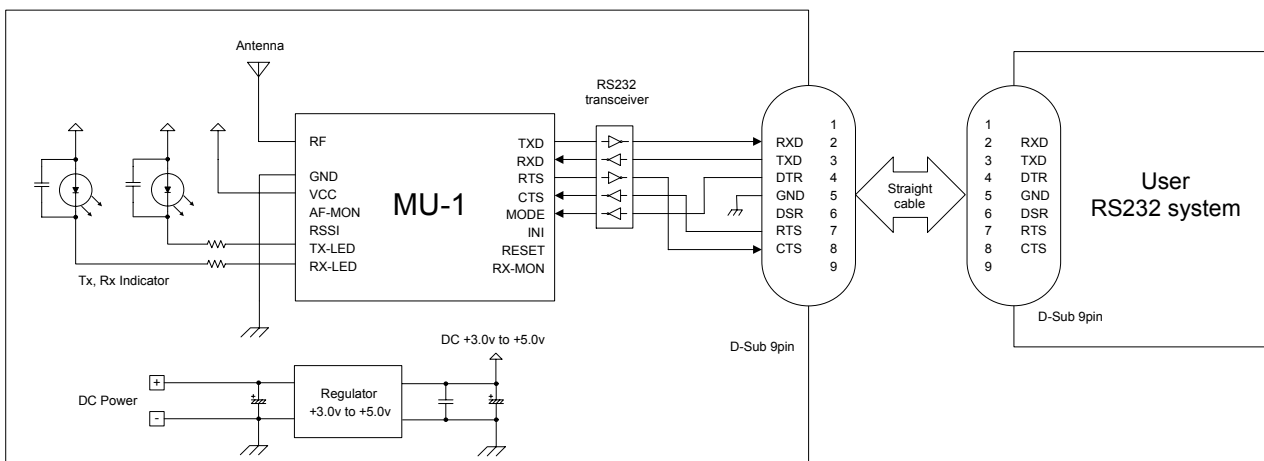 Antenna
RS232
transceiver
RF
GND
VCC
AF-MON
RSSI
TX-LED
RX-LED
MU-1
TXD
RXD
RTS
CTS
MODE
INI
RESET
RX-MON
Tx, Rx Indicator
1
RXD 2
TXD 3
DTR 4
GND 5
DSR 6
RTS 7
CTS 8
9
D-Sub 9pin
Straight
cable
1
2 RXD
3 TXD
4 DTR
5 GND
6 DSR
7 RTS
8 CTS
9
D-Sub 9pin
User
RS232 system
DC +3.0v to +5.0v
DC Power
+
-
Regulator
+3.0v to +5.0v
+
+